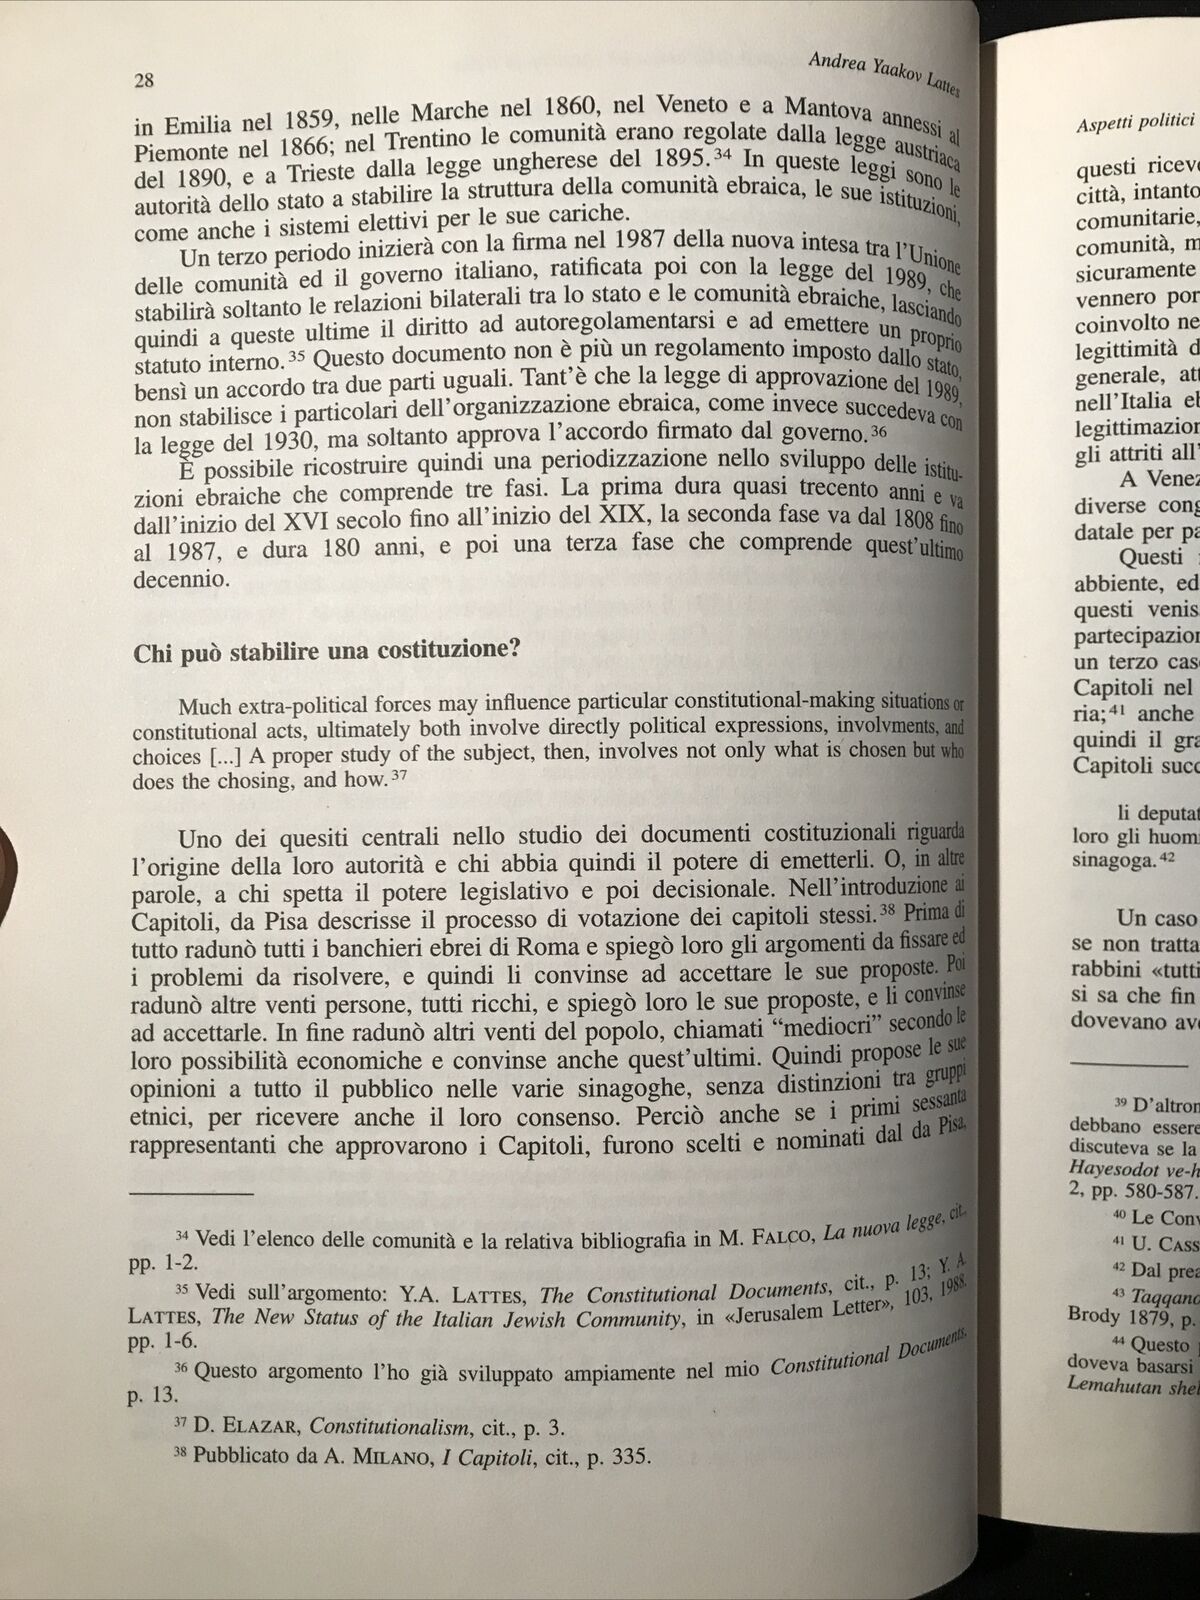 28
Andrea Yaakov Lattes
in Emilia nel 1859, nelle Marche nel 1860, nel Veneto e a Mantova annessi al
Piemonte nel 1866; nel Trentino le comunità erano regolate dalla legge austriaca
del 1890, e a Trieste dalla legge ungherese del 1895.34 In queste leggi sono le
autorità dello stato a stabilire la struttura della comunità ebraica, le sue istituzioni,
come anche i sistemi elettivi per le sue cariche.
Un terzo periodo inizierà con la firma nel 1987 della nuova intesa tra l'Unione
delle comunità ed il governo italiano, ratificata poi con la legge del 1989, che
stabilirà soltanto le relazioni bilaterali tra lo stato e le comunità ebraiche, lasciando
quindi a queste ultime il diritto ad autoregolamentarsi e ad emettere un proprio
statuto interno.35 Questo documento non è più un regolamento imposto dallo stato,
bensì un accordo tra due parti uguali. Tant'è che la legge di approvazione del 1989,
non stabilisce i particolari dell'organizzazione ebraica, come invece succedeva con
la legge del 1930, ma soltanto approva l'accordo firmato dal governo.36
È possibile ricostruire quindi una periodizzazione nello sviluppo delle istitu-
zioni ebraiche che comprende tre fasi. La prima dura quasi trecento anni e va
dall'inizio del XVI secolo fino all'inizio del XIX, la seconda fase va dal 1808 fino
al 1987, e dura 180 anni, e poi una terza fase che comprende quest'ultimo
decennio.
Chi può stabilire una costituzione?
Much extra-political forces may influence particular constitutional-making situations or
constitutional acts, ultimately both involve directly political expressions, involvments, and
choices [...] A proper study of the subject, then, involves not only what is chosen but who
does the chosing, and how.37
Uno dei quesiti centrali nello studio dei documenti costituzionali riguarda
l'origine della loro autorità e chi abbia quindi il potere di emetterli. O, in altre
parole, a chi spetta il potere legislativo e poi decisionale. Nell'introduzione ai
Capitoli, da Pisa descrisse il processo di votazione dei capitoli stessi.38 Prima di
tutto radunò tutti i banchieri ebrei di Roma e spiegò loro gli argomenti da fissare ed
i problemi da risolvere, e quindi li convinse ad accettare le sue proposte. Poi
radunò altre venti persone, tutti ricchi, e spiegò loro le sue proposte, e li convinse
ad accettarle. In fine radunò altri venti del popolo, chiamati "mediocri" secondo le
loro possibilità economiche e convinse anche quest'ultimi. Quindi propose le sue
opinioni a tutto il pubblico nelle varie sinagoghe, senza distinzioni tra gruppi
etnici, per ricevere anche il loro consenso. Perciò anche se i primi sessanta
rappresentanti che approvarono i Capitoli, furono scelti e nominati dal da Pisa,
34 Vedi l'elenco delle comunità e la relativa bibliografia in M. FALCO, La nuova legge, cit.,
pp. 1-2.
35 Vedi sull'argomento: Y.A. LATTES, The Constitutional Documents, cit., p. 13; Y. A.
LATTES, The New Status of the Italian Jewish Community, in «Jerusalem Letter», 103, 1988,
pp. 1-6.
36 Questo argomento l'ho già sviluppato ampiamente nel mio Constitutional Documents,
p. 13.
37 D. ELAZAR, Constitutionalism, cit., p. 3.
38 Pubblicato da A. MILANO, I Capitoli, cit., p. 335.
Aspetti politici
questi
città, intanto
comunitarie,
comunità,
sicuramente
vennero
coinvolto
legittimità
generale,
nell'Italia
gli attriti
A
diverse
datale per
Questi
abbiente, ed
questi
un terzo
Capitoli nel
ria;41 anche
quindi il
Capitoli
li
loro gli
sinagoga.42
Un caso
se non
rabbini «tutti
si sa che fin
dovevano
39
debbano essere
discuteva se la
Hayesodot
2, pp. 580-587.
40 Le
41 U.
42 Dal
43
Brody 1879, p.
44 Questo
doveva basarsi
Lemahutan